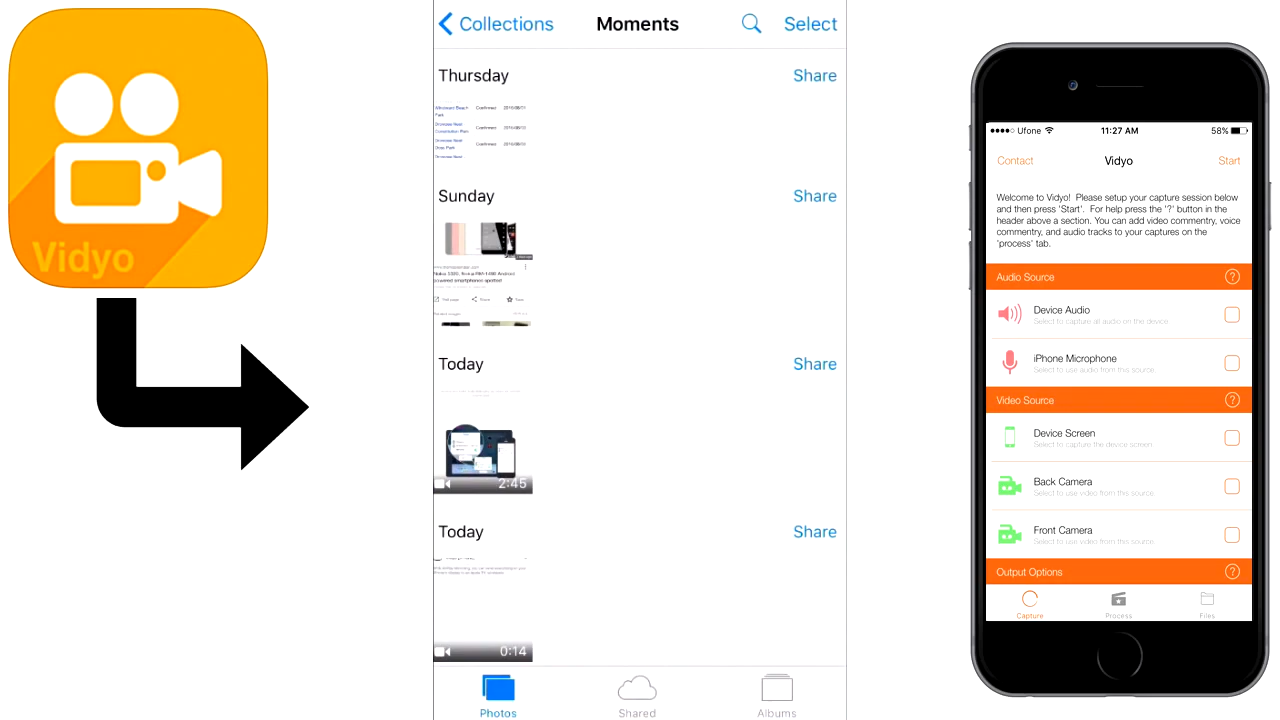 Vidyo
Collections
Moments
Select
Thursday
Share
Confirmed
Confirmed
Confirmed
Sunday
Share
Today
Share
2:45
Today
Share
0:14
Photos
Shared
Albums
Ufone
11:27 AM
58%
Contact
Vidyo
Start
Welcome to Vidyo! Please setup your capture session below
and then press 'Start'. For help press the '?' button in the
header above a section. You can add video commentry, voice
commentry, and audio tracks to your captures on the
'process' tab.
Audio Source
?
Device Audio
Select to capture all audio on the device
iPhone Microphone
Select to use audio from this source
Video Source
?
Device Screen
Select to capture the device screen
Back Camera
Select to use video from this source
Front Camera
Select to use video from this source
Output Options
?
Capture
Process
Files